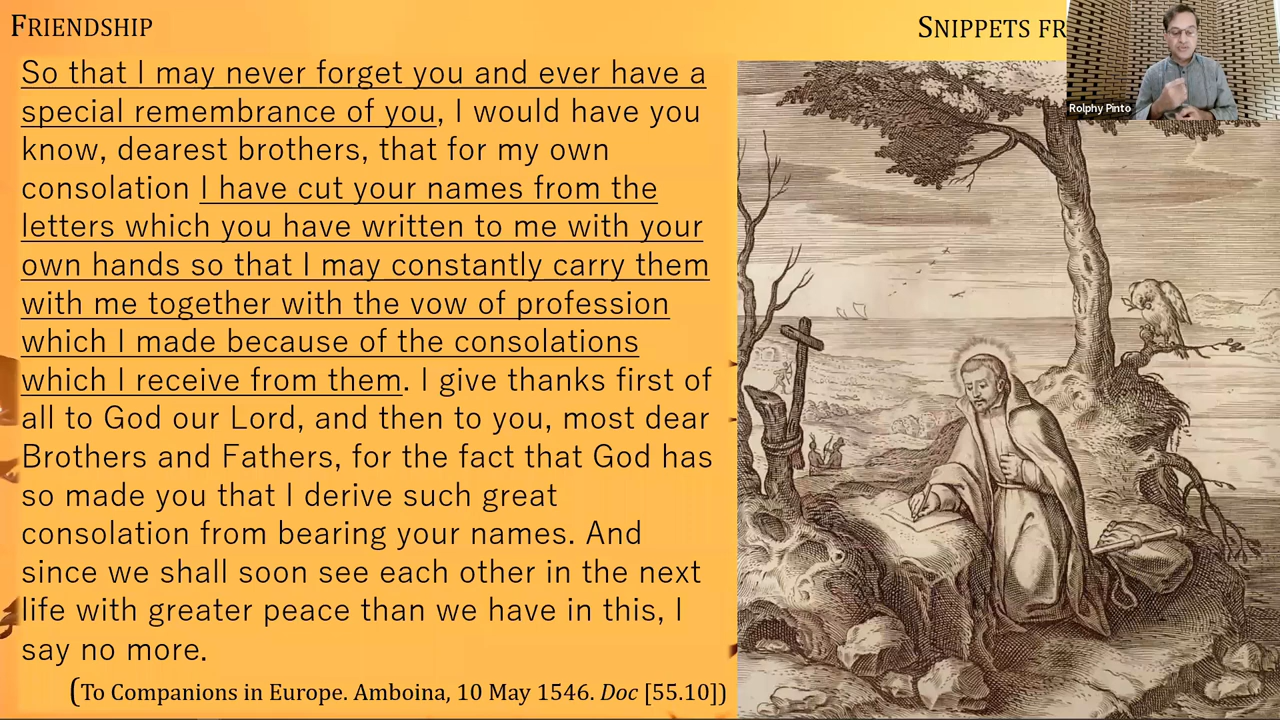 FRIENDSHIP
SNIPPETS FR
Rolphy Pinto
So that I may never forget you and ever have a
special remembrance of you, I would have you
know, dearest brothers, that for my own
consolation I have cut your names from the
letters which you have written to me with your
own hands so that I may constantly carry them
with me together with the vow of profession
which I made because of the consolations
which I receive from them. I give thanks first of
all to God our Lord, and then to you, most dear
Brothers and Fathers, for the fact that God has
so made you that I derive such great
consolation from bearing your names. And
since we shall soon see each other in the next
life with greater peace than we have in this, I
say no more.
(To Companions in Europe. Amboina, 10 May 1546. Doc [55.10])